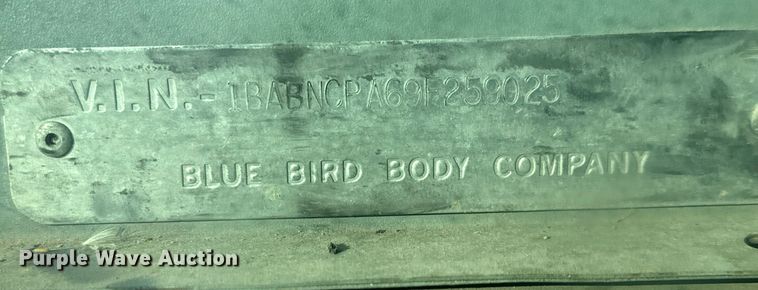 V.I.N.-1BABNCPA69F259025
BLUE BIRD BODY COMPANY
Purple Wave Auction